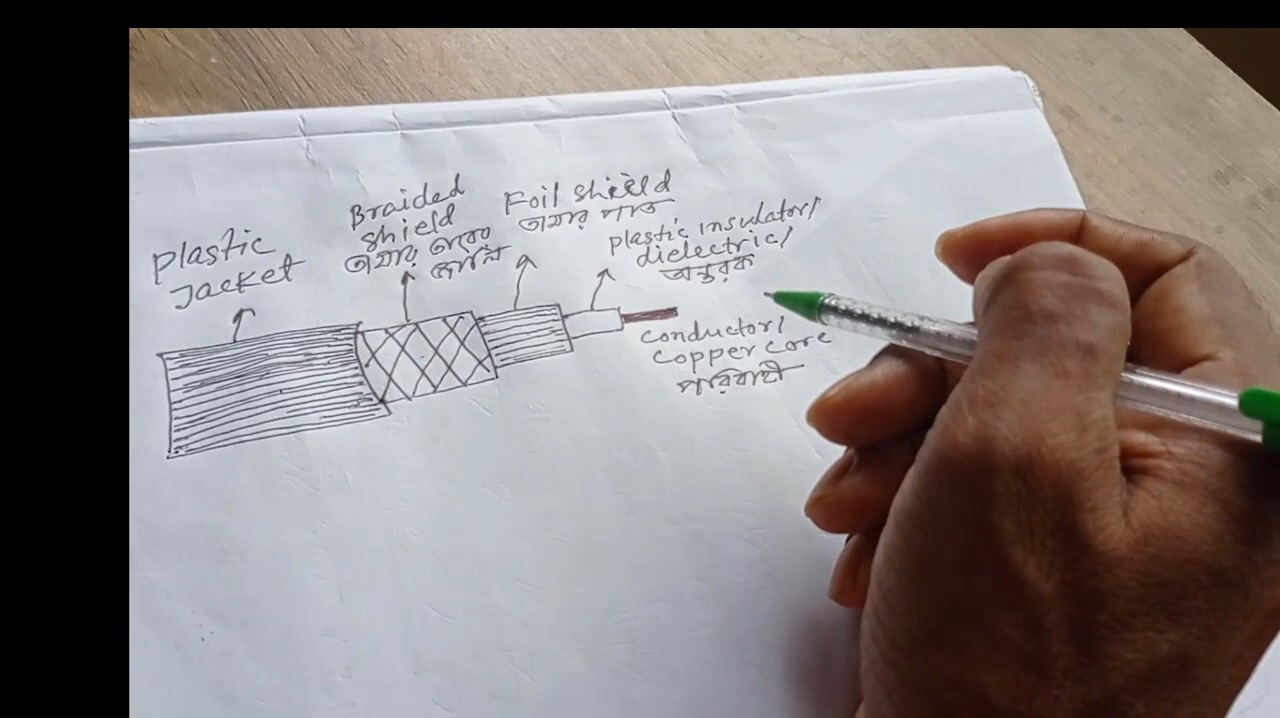 Plastic
Jacket
Braided
shield
তামার তারের
জালি
Foil shield
তামার পাত
plastic insulator/
dielectric/
অন্তরক
conductor/
copper core
পরিবাহী